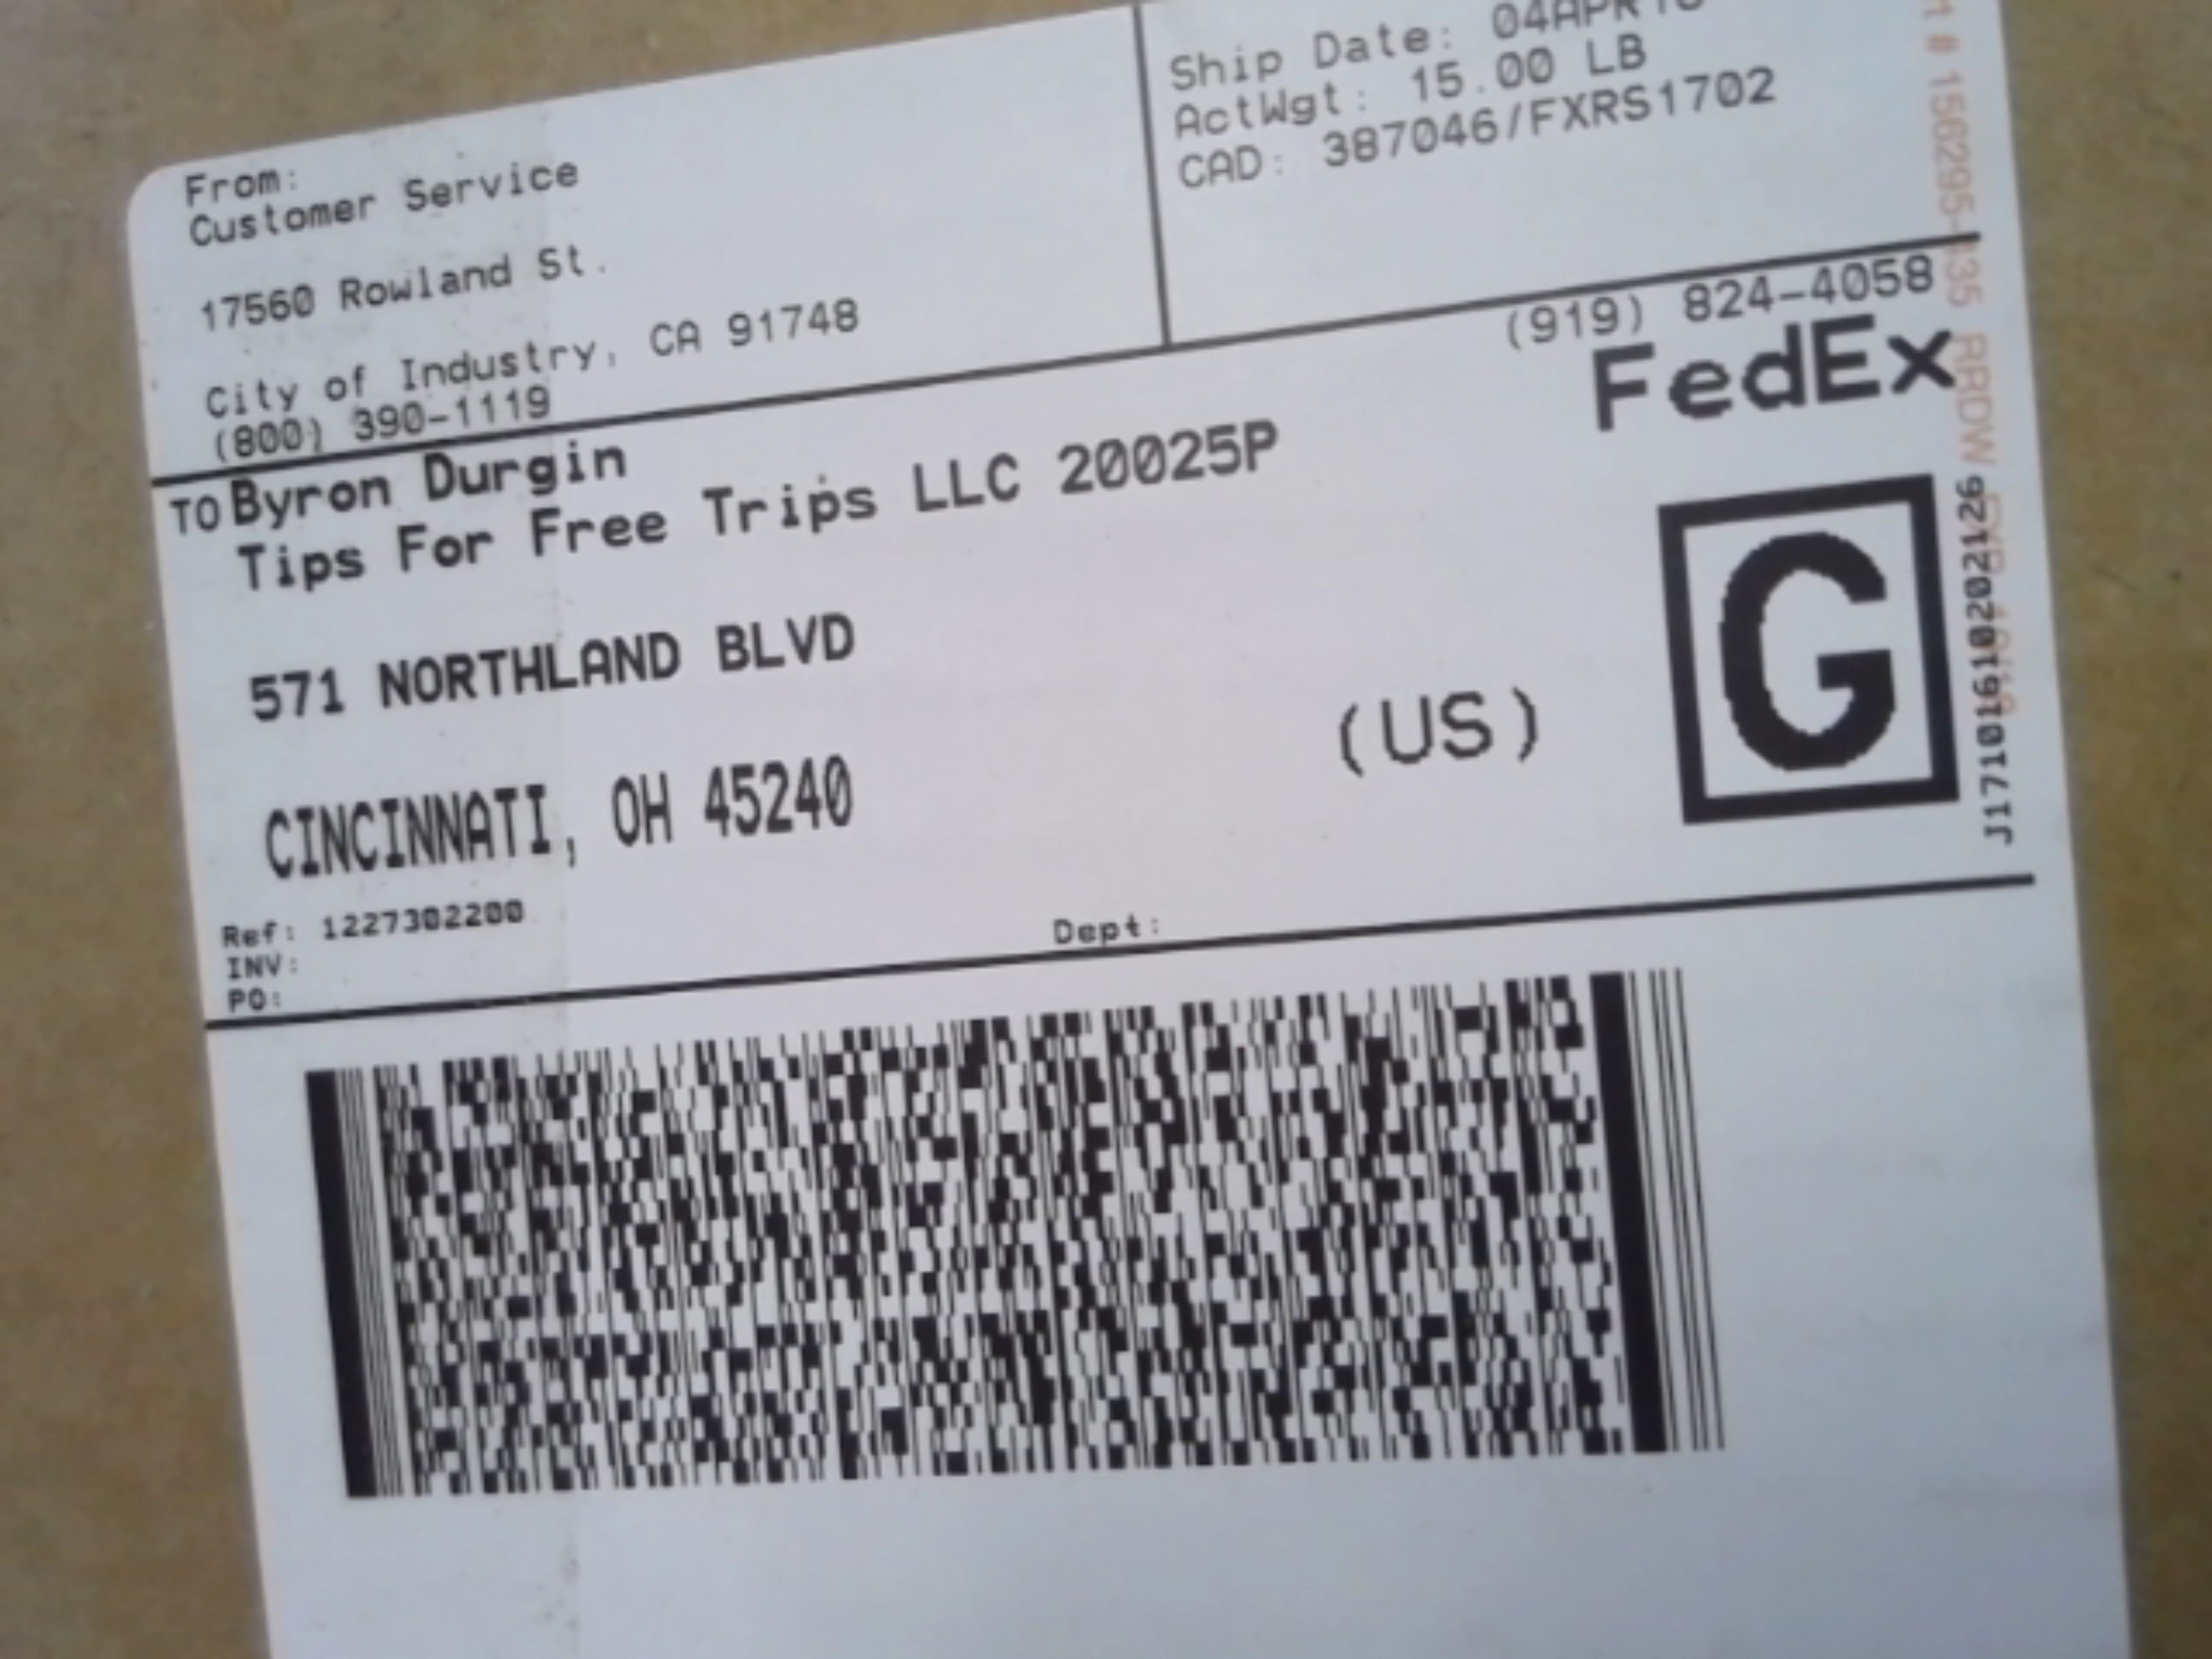 From:
Customer Service
17560 Rowland St.
City of Industry, CA 91748
(800) 390-1119
Ship Date:
ActWgt: 15.00 LB
CAD: 387046/FXRS1702
(919) 824-4058
TO Byron Durgin
Tips For Free Trips LLC 20025P
571 NORTHLAND BLVD
CINCINNATI, OH 45240
(US)
FedEx
G
J17101610202126
Ref: 1227302200
INV:
PO:
Dept: